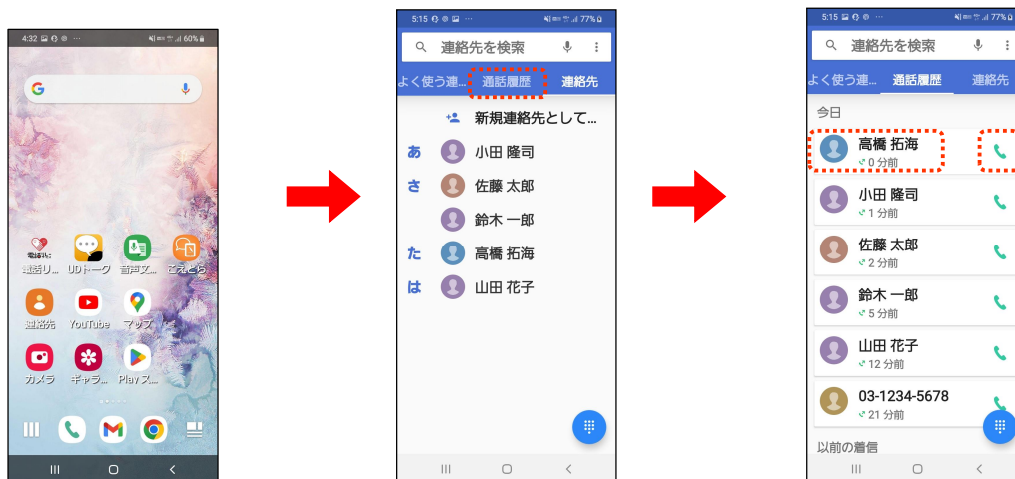 4:32
60%
G
電話リ...
UDトーク
音声文...
こえとら
連絡先
YouTube
マップ
カメラ
ギャラ...
Play ス...
5:15
77%
連絡先を検索
よく使う連... 通話履歴 連絡先
新規連絡先として...
あ 小田 隆司
さ 佐藤 太郎
鈴木 一郎
た 高橋 拓海
は 山田 花子
5:15
77%
連絡先を検索
よく使う連... 通話履歴 連絡先
今日
高橋 拓海
0 分前
小田 隆司
1 分前
佐藤 太郎
2 分前
鈴木 一郎
5 分前
山田 花子
12 分前
03-1234-5678
21 分前
以前の着信